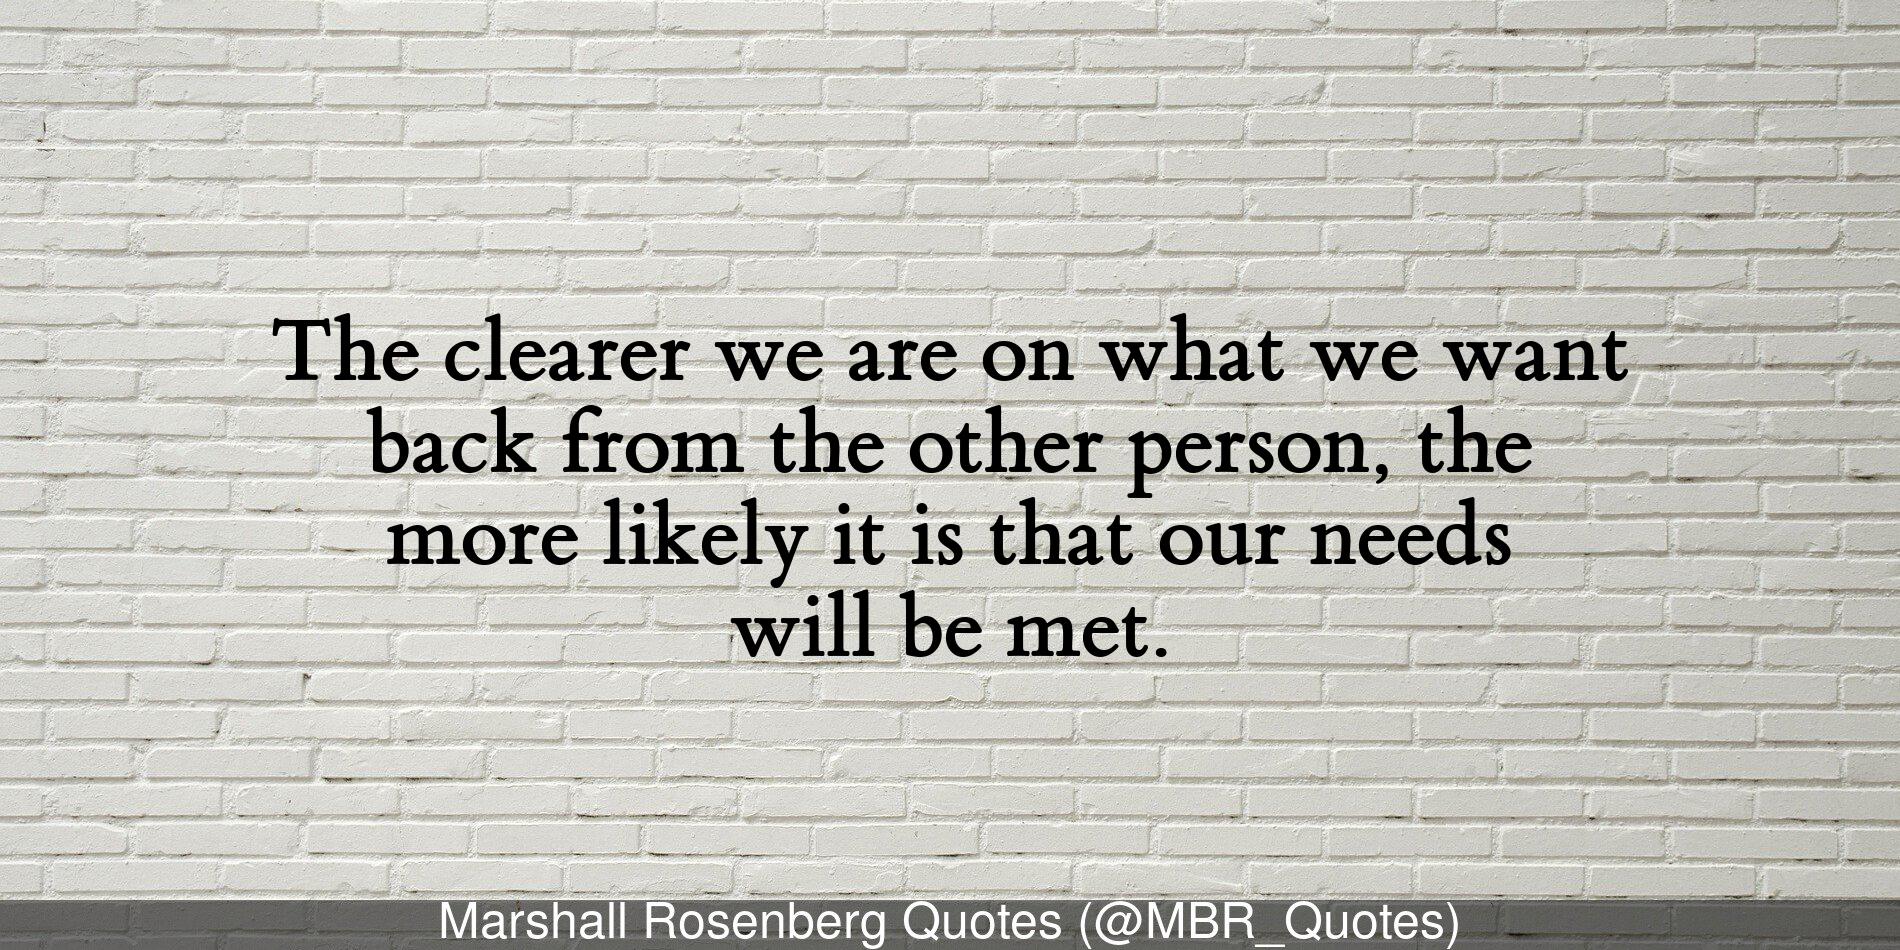 The clearer we are on what we want
back from the other person, the
more likely it is that our needs
will be met.
Marshall Rosenberg Quotes (@MBR_Quotes)